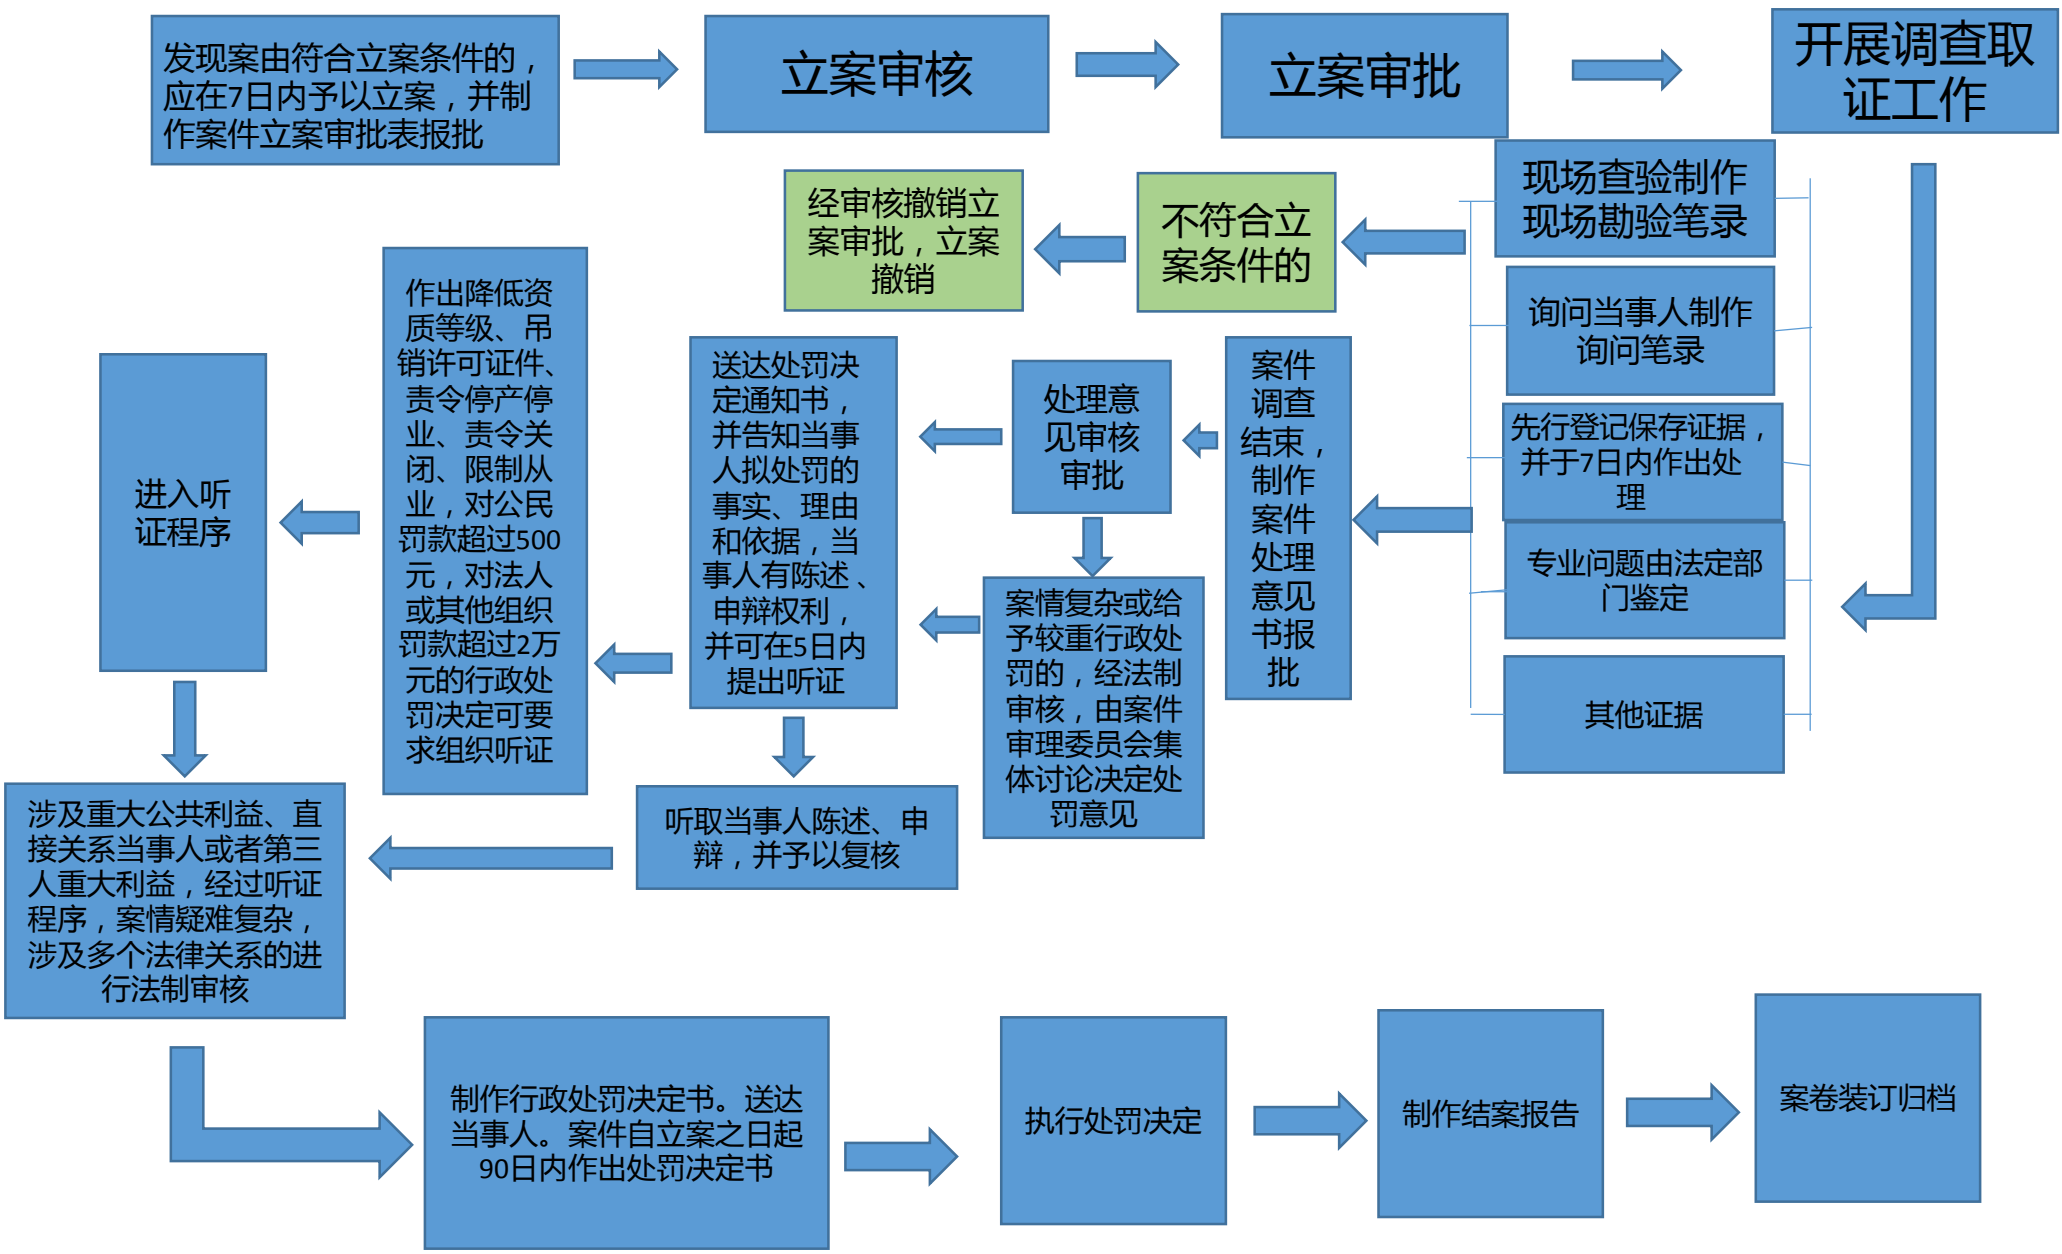 发现案由符合立案条件的，
应在7日内予以立案，并制
作案件立案审批表报批
立案审核
立案审批
开展调查取
证工作
现场查验制作
现场勘验笔录
询问当事人制作
询问笔录
先行登记保存证据，
并于7日内作出处
理
专业问题由法定部
门鉴定
其他证据
不符合立
案条件的
经审核撤销立
案审批，立案
撤销
案件
调查
结束，
制作
案件
处理
意见
书报
批
处理意
见审核
审批
案情复杂或给
予较重行政处
罚的，经法制
审核，由案件
审理委员会集
体讨论决定处
罚意见
送达处罚决
定通知书，
并告知当事
人拟处罚的
事实、理由
和依据，当
事人有陈述、
申辩权利，
并可在5日内
提出听证
听取当事人陈述、申
辩，并予以复核
作出降低资
质等级、吊
销许可证件、
责令停产停
业、责令关
闭、限制从
业，对公民
罚款超过500
元，对法人
或其他组织
罚款超过2万
元的行政处
罚决定可要
求组织听证
进入听
证程序
涉及重大公共利益、直
接关系当事人或者第三
人重大利益，经过听证
程序，案情疑难复杂，
涉及多个法律关系的进
行法制审核
制作行政处罚决定书。送达
当事人。案件自立案之日起
90日内作出处罚决定书
执行处罚决定
制作结案报告
案卷装订归档